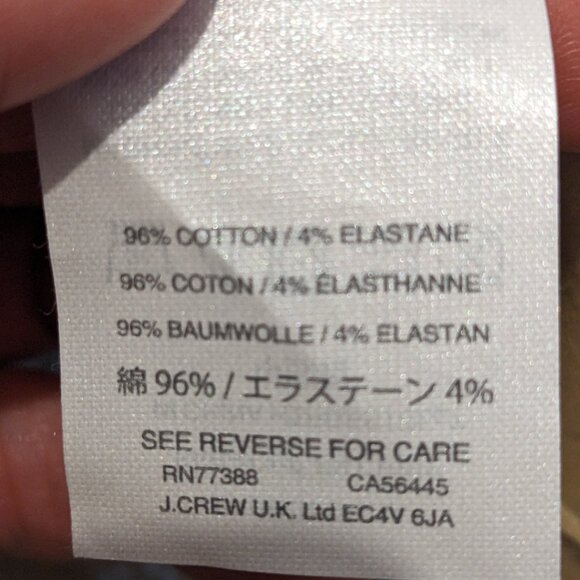 96% COTTON / 4% ELASTANE
96% COTON / 4% ÉLASTHANNE
96% BAUMWOLLE / 4% ELASTAN
綿 96% / エラステーン 4%
SEE REVERSE FOR CARE
RN77388 CA56445
J.CREW U.K. Ltd EC4V 6JA